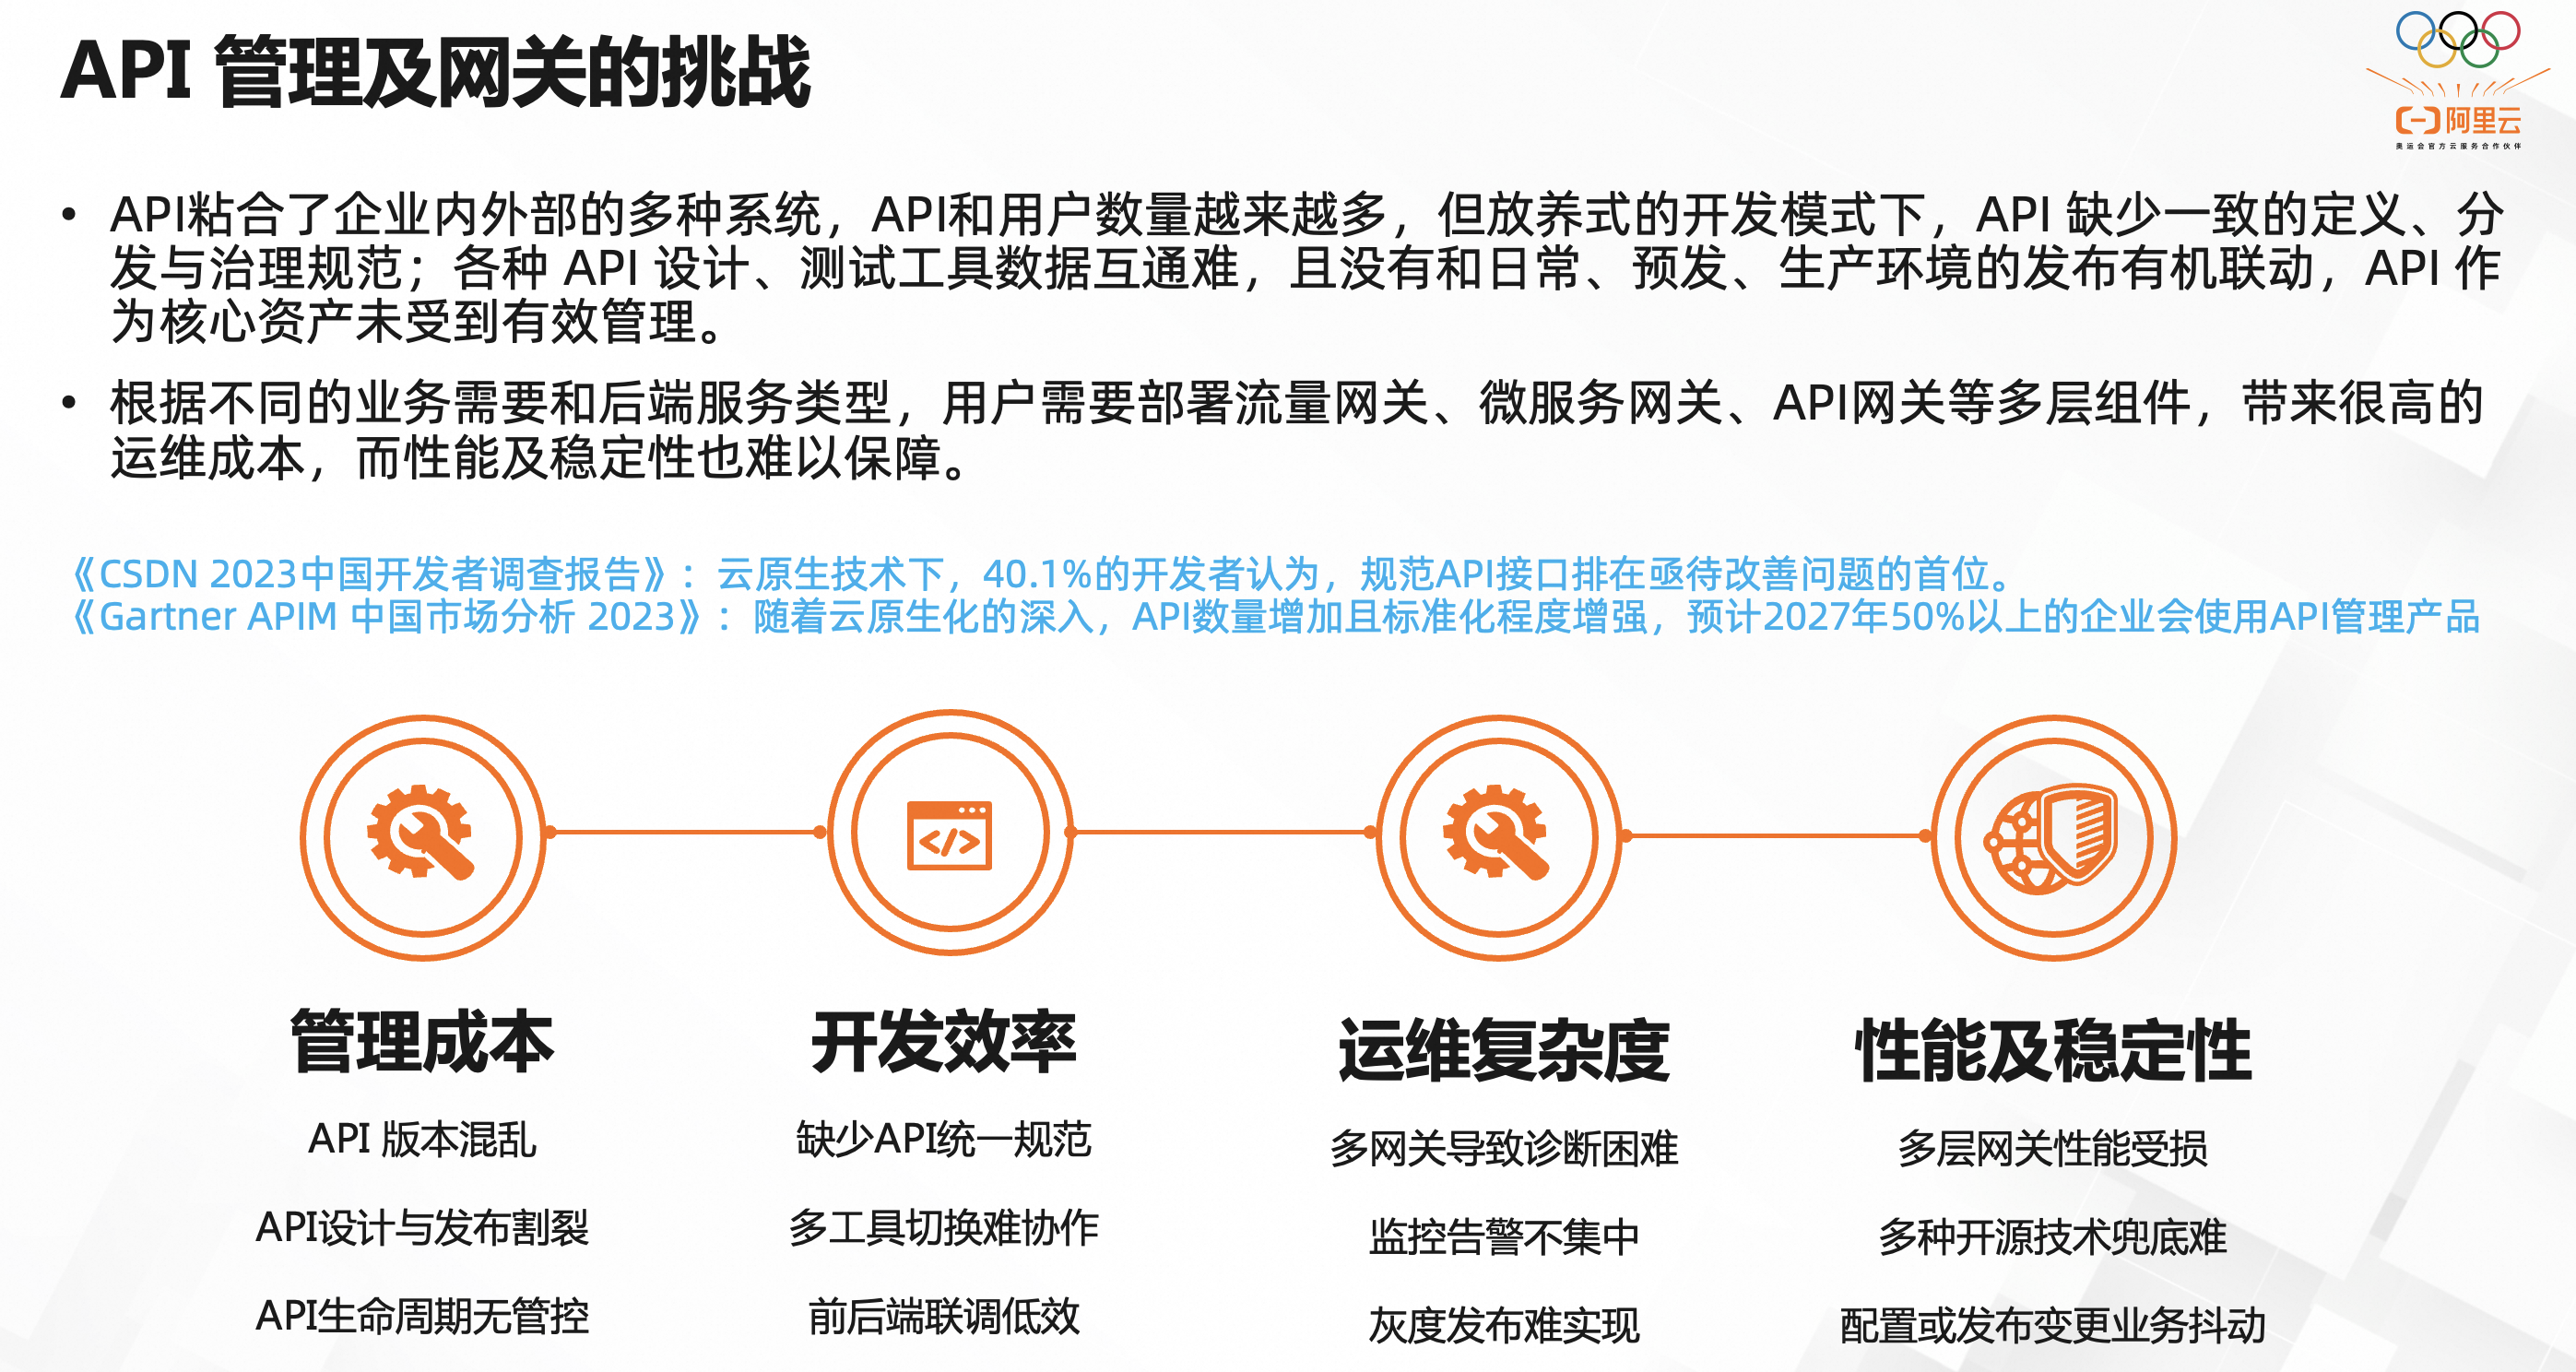 API 管理及网关的挑战
阿里云
奥运会官方云服务合作伙伴
• API粘合了企业内外部的多种系统，API和用户数量越来越多，但放养式的开发模式下，API 缺少一致的定义、分
发与治理规范；各种 API 设计、测试工具数据互通难，且没有和日常、预发、生产环境的发布有机联动，API 作
为核心资产未受到有效管理。
• 根据不同的业务需要和后端服务类型，用户需要部署流量网关、微服务网关、API网关等多层组件，带来很高的
运维成本，而性能及稳定性也难以保障。
《CSDN 2023中国开发者调查报告》：云原生技术下，40.1%的开发者认为，规范API接口排在亟待改善问题的首位。
《Gartner APIM 中国市场分析 2023》：随着云原生化的深入，API数量增加且标准化程度增强，预计2027年50%以上的企业会使用API管理产品
</>
管理成本
API 版本混乱
API设计与发布割裂
API生命周期无管控
开发效率
缺少API统一规范
多工具切换难协作
前后端联调低效
运维复杂度
多网关导致诊断困难
监控告警不集中
灰度发布难实现
性能及稳定性
多层网关性能受损
多种开源技术兜底难
配置或发布变更业务抖动